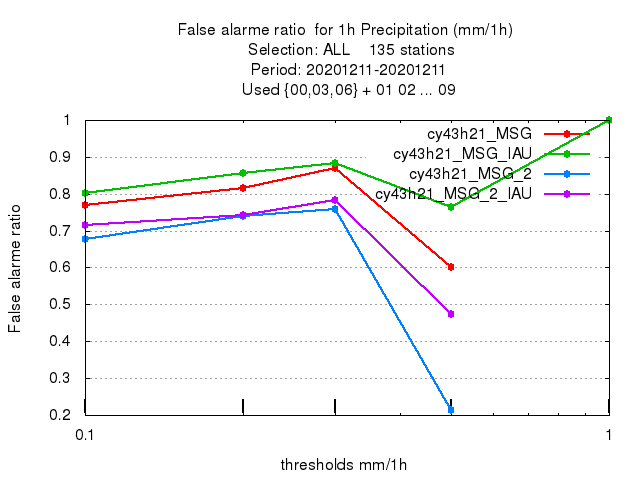 False alarme ratio  for 1h Precipitation (mm/1h)
Selection: ALL    135 stations
Period: 20201211-20201211
Used {00,03,06} + 01 02 ... 09
cy43h21_MSG
cy43h21_MSG_IAU
cy43h21_MSG_2
cy43h21_MSG_2_IAU
1
0.9
0.8
0.7
0.6
0.5
0.4
0.3
0.2
False alarme ratio
0.1
1
thresholds mm/1h